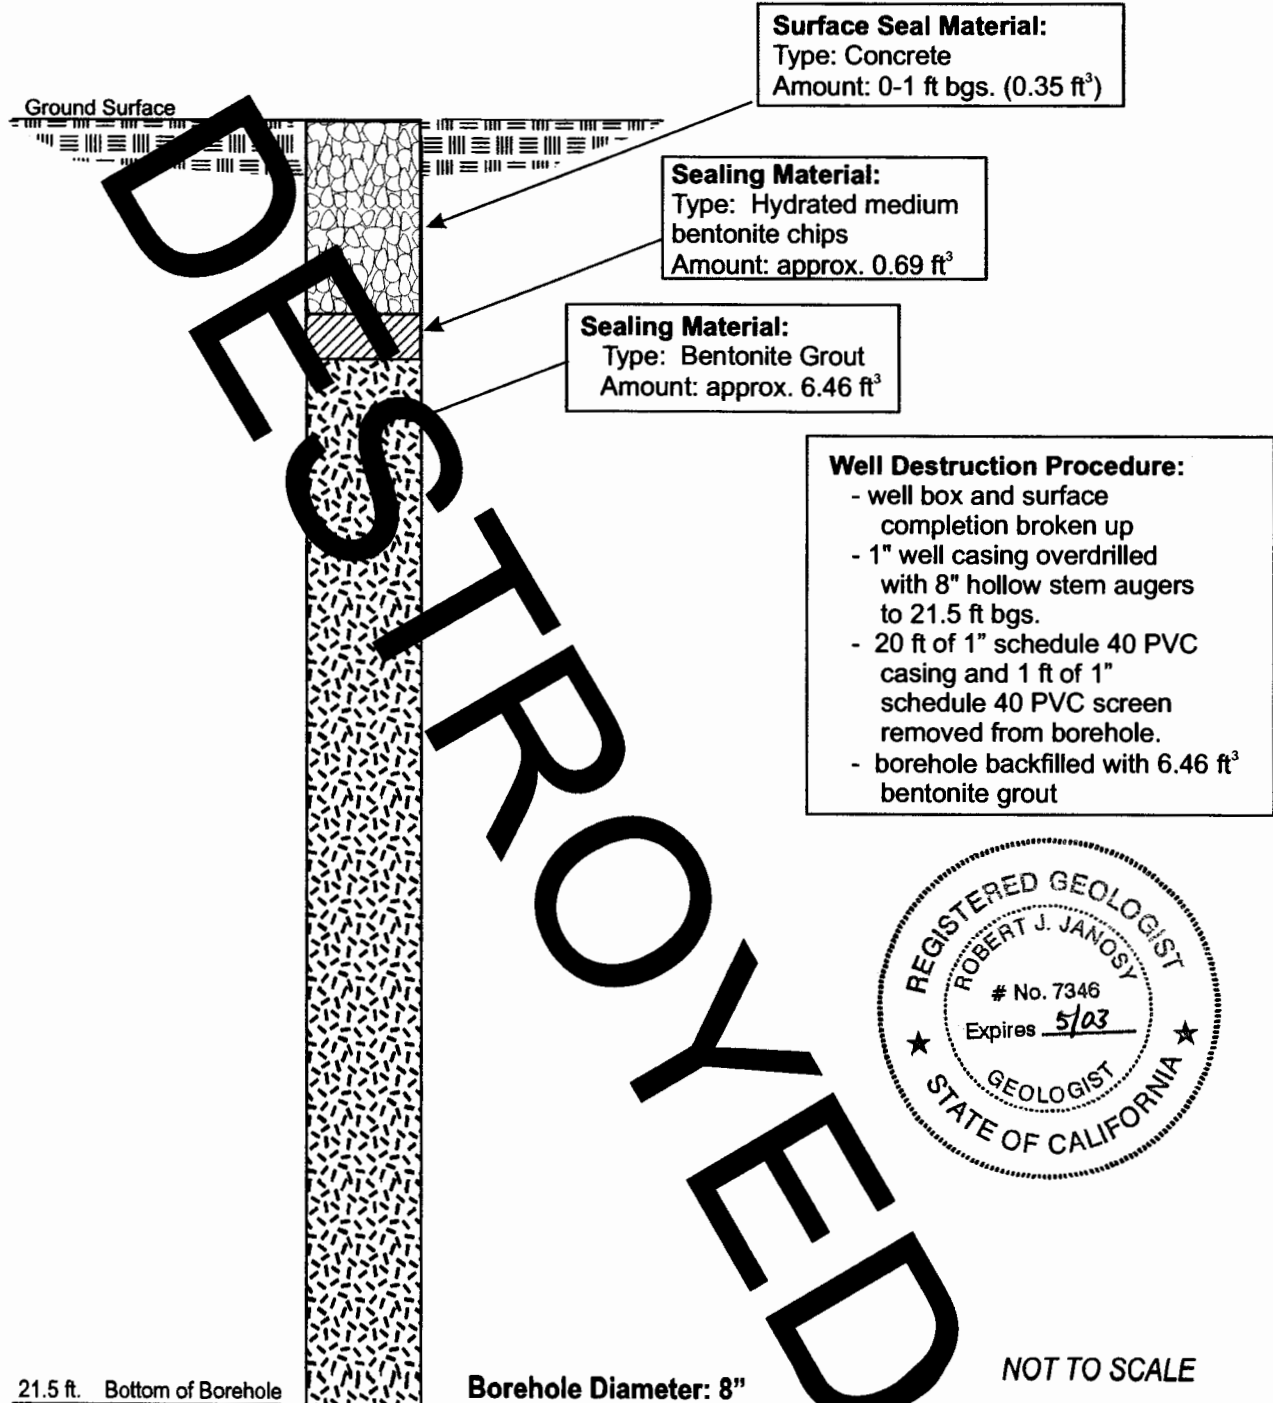 Surface Seal Material:
Type: Concrete
Amount: 0-1 ft bgs. (0.35 ft³)
Ground Surface
Sealing Material:
Type: Hydrated medium
bentonite chips
Amount: approx. 0.69 ft³
Sealing Material:
Type: Bentonite Grout
Amount: approx. 6.46 ft³
DESTROYED
Well Destruction Procedure:
- well box and surface
completion broken up
- 1" well casing overdrilled
with 8" hollow stem augers
to 21.5 ft bgs.
- 20 ft of 1" schedule 40 PVC
casing and 1 ft of 1"
schedule 40 PVC screen
removed from borehole.
- borehole backfilled with 6.46 ft³
bentonite grout
REGISTERED GEOLOGIST
ROBERT J. JANOSY
# No. 7346
Expires 5/03
GEOLOGIST
STATE OF CALIFORNIA
NOT TO SCALE
21.5 ft. Bottom of Borehole
Borehole Diameter: 8"